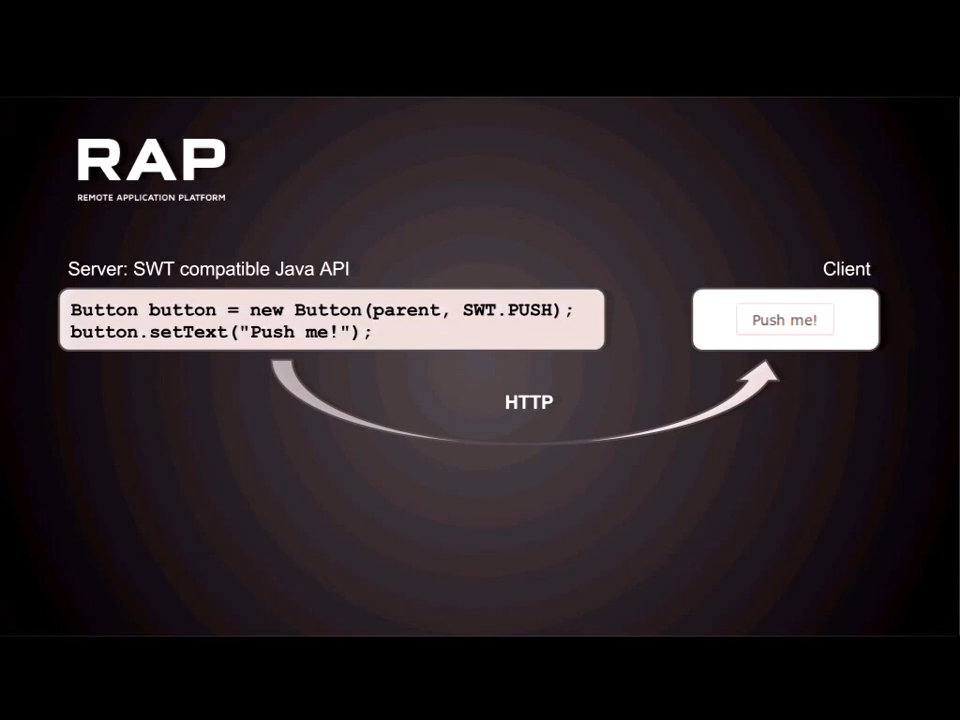 RAP
REMOTE APPLICATION PLATFORM
Server: SWT compatible Java API
Client
Button button = new Button(parent, SWT.PUSH);
button.setText("Push me!");
Push me!
HTTP